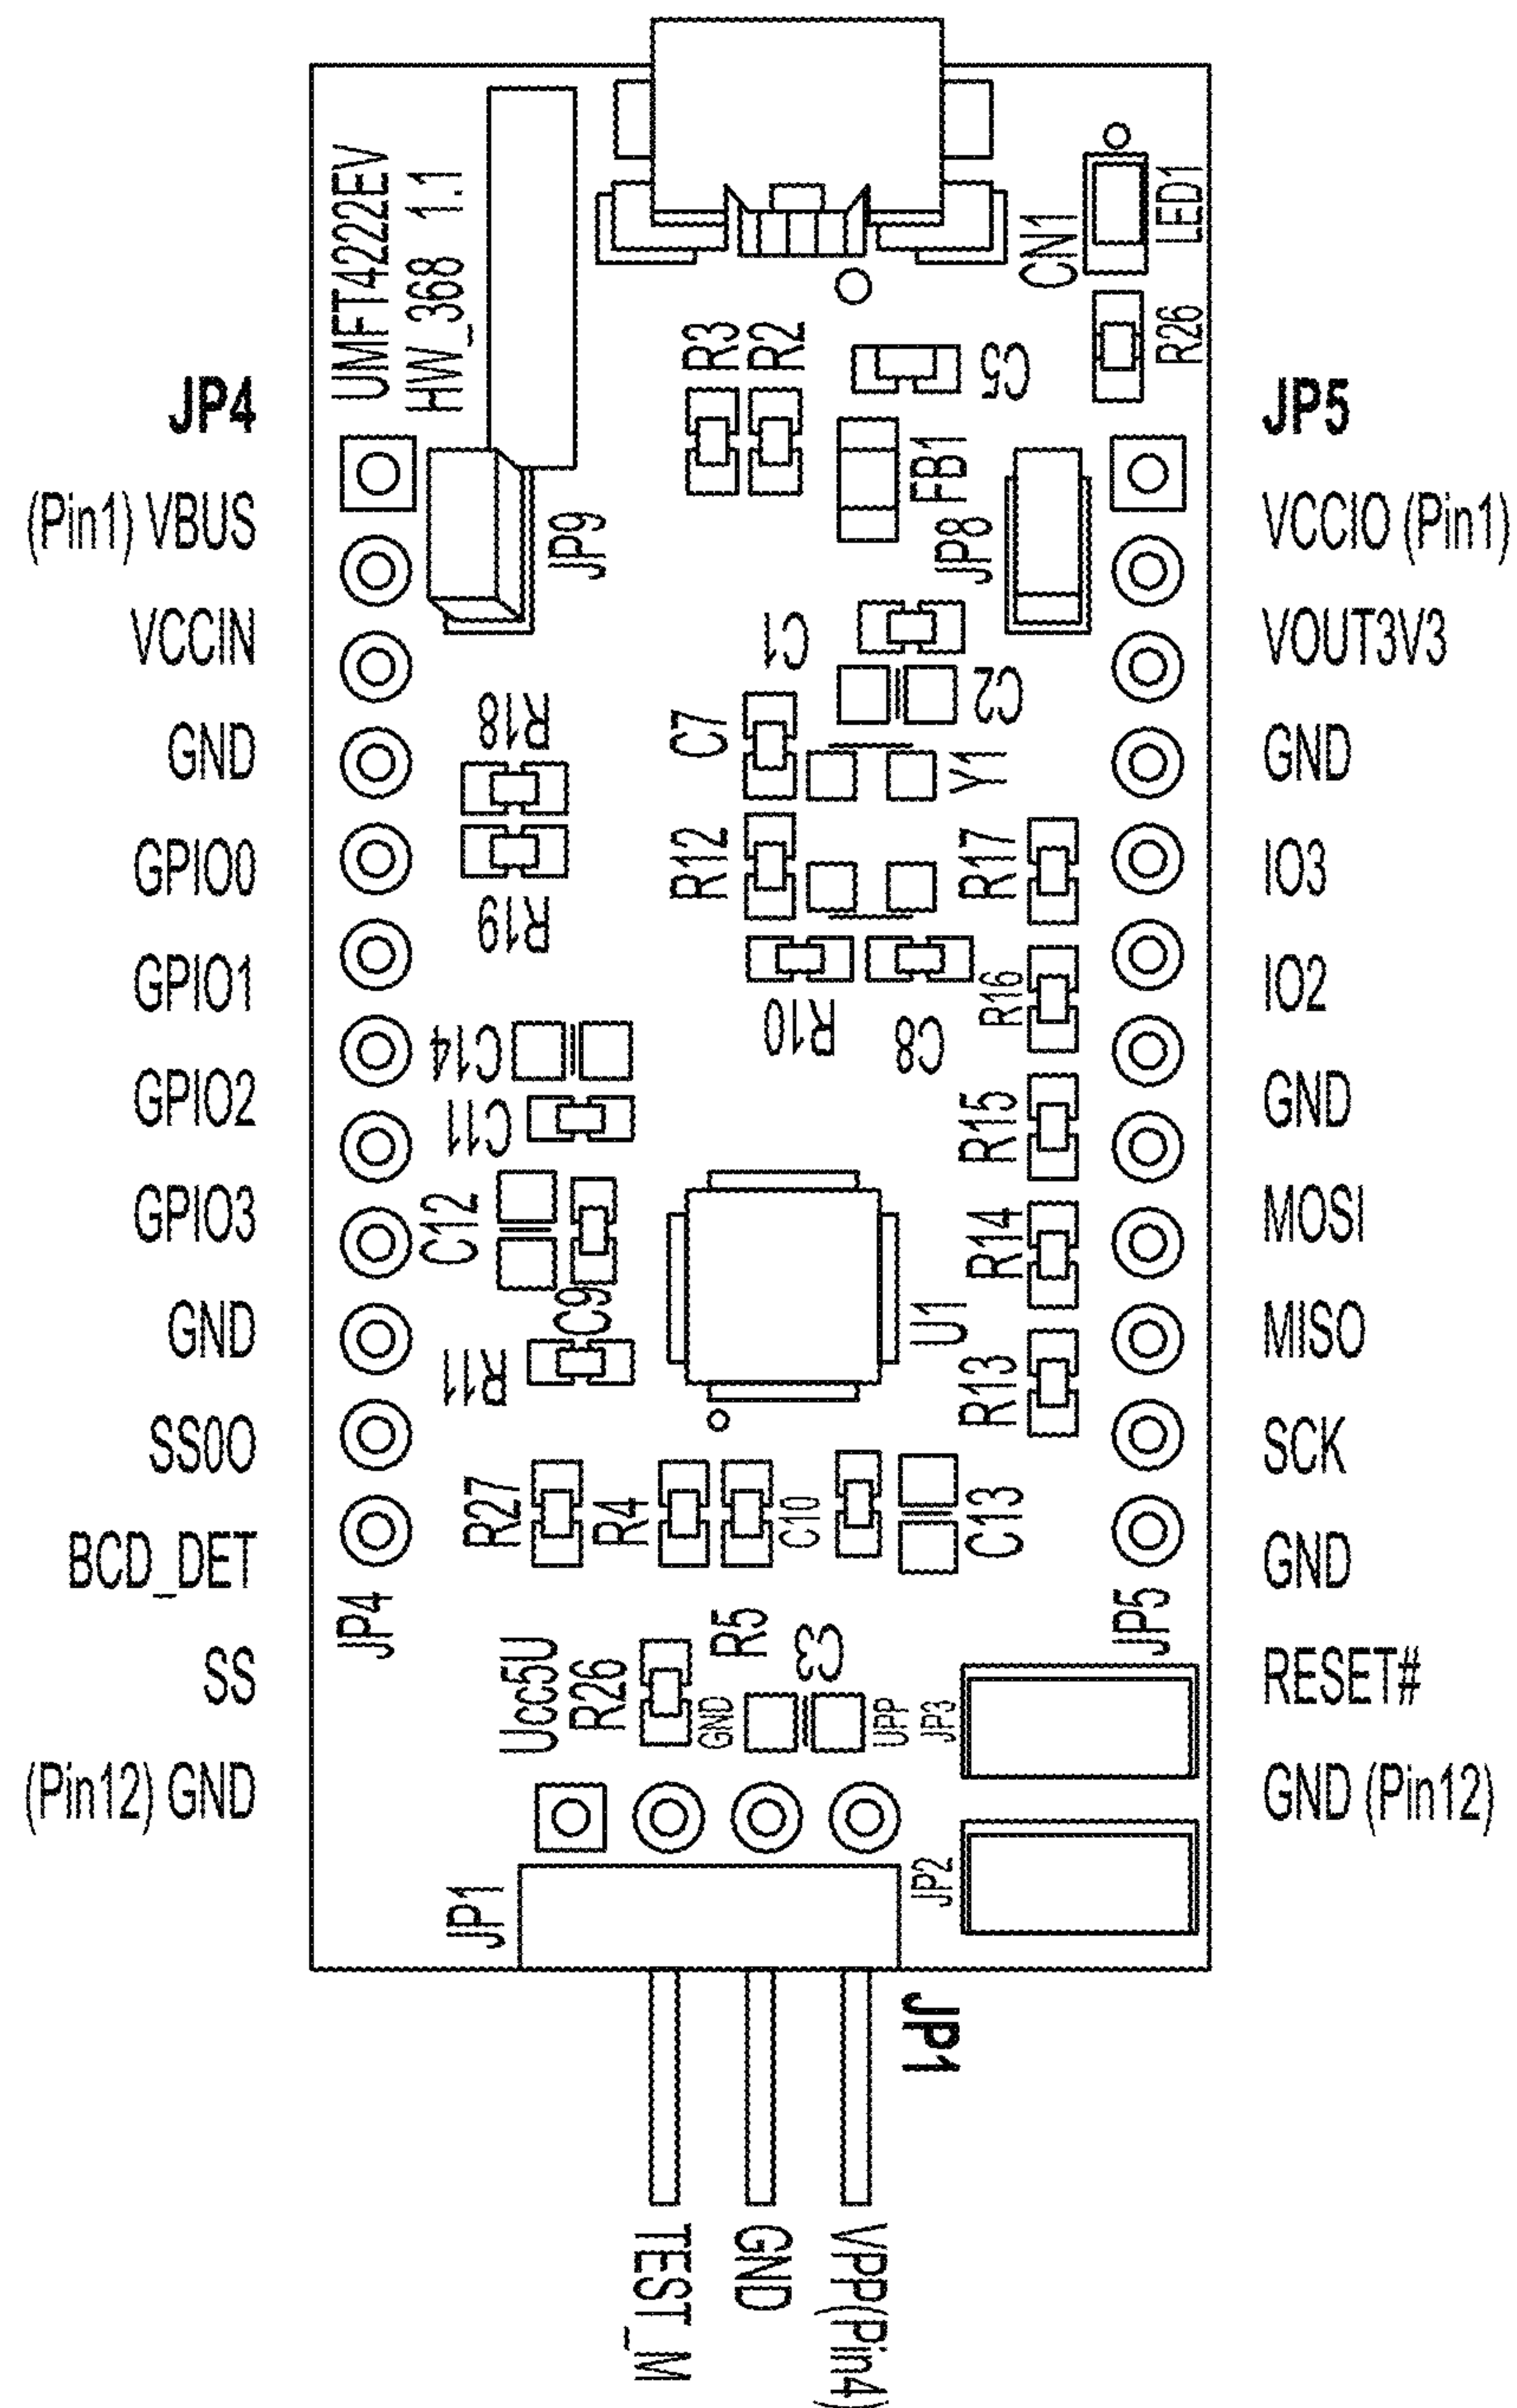 UMFT4222EV
HW_368 1.1
CN1
LED1
R26
R3
R2
C5
JP4
JP5
FB1
(Pin1) VBUS
JP9
JP8
VCCIO (Pin1)
VCCIN
C1
VOUT3V3
R18
C7
C2
GND
Y1
GND
GPIO0
R19
R12
R17
IO3
GPIO1
R10
C8
R16
IO2
C14
GPIO2
C11
R15
GND
GPIO3
C12
R14
MOSI
C9
GND
R11
U1
R13
MISO
SS0O
R27
R4
C10
C13
SCK
BCD_DET
GND
JP4
R5
C3
JP5
SS
Ucc5U
R26
GND
UPP
JP3
RESET#
(Pin12) GND
GND (Pin12)
JP1
JP2
JP1
TEST_M
GND
VPP(Pin4)